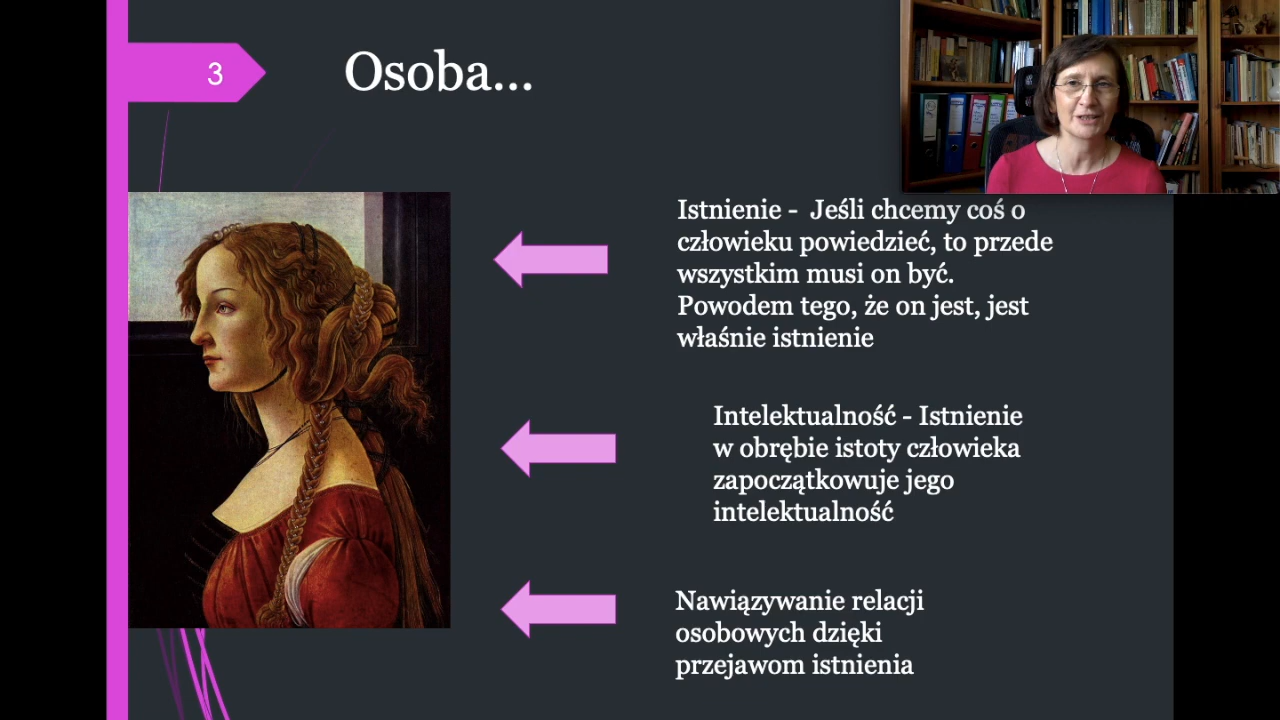 3
Osoba...
Istnienie - Jeśli chcemy coś o
człowieku powiedzieć, to przede
wszystkim musi on być.
Powodem tego, że on jest, jest
właśnie istnienie
Intelektualność - Istnienie
w obrębie istoty człowieka
zapoczątkowuje jego
intelektualność
Nawiązywanie relacji
osobowych dzięki
przejawom istnienia